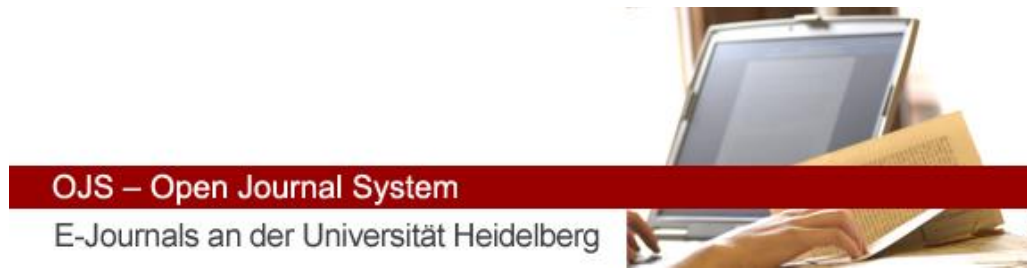 OJS – Open Journal System
E-Journals an der Universität Heidelberg